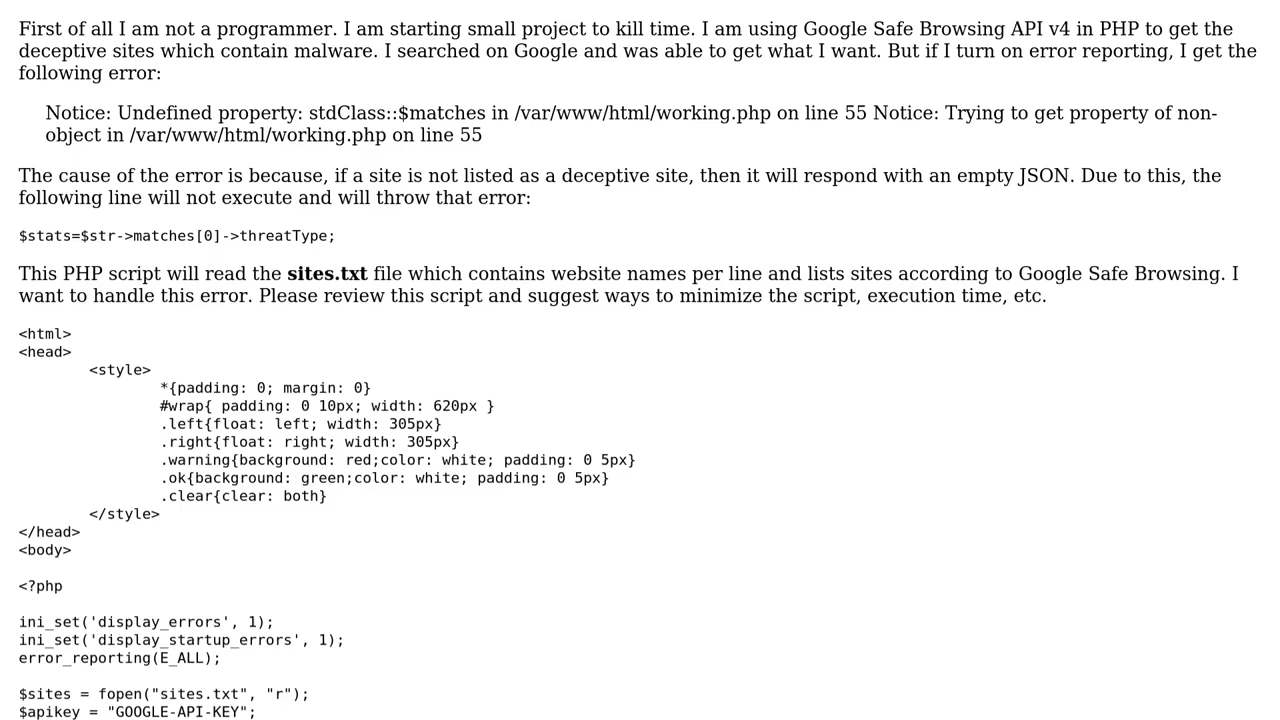 First of all I am not a programmer. I am starting small project to kill time. I am using Google Safe Browsing API v4 in PHP to get the
deceptive sites which contain malware. I searched on Google and was able to get what I want. But if I turn on error reporting, I get the
following error:
Notice: Undefined property: stdClass::$matches in /var/www/html/working.php on line 55 Notice: Trying to get property of non-
object in /var/www/html/working.php on line 55
The cause of the error is because, if a site is not listed as a deceptive site, then it will respond with an empty JSON. Due to this, the
following line will not execute and will throw that error:
$stats=$str->matches[0]->threatType;
This PHP script will read the sites.txt file which contains website names per line and lists sites according to Google Safe Browsing. I
want to handle this error. Please review this script and suggest ways to minimize the script, execution time, etc.
<html>
<head>
<style>
*{padding: 0; margin: 0}
#wrap{ padding: 0 10px; width: 620px }
.left{float: left; width: 305px}
.right{float: right; width: 305px}
.warning{background: red;color: white; padding: 0 5px}
.ok{background: green;color: white; padding: 0 5px}
.clear{clear: both}
</style>
</head>
<body>
<?php
ini_set('display_errors', 1);
ini_set('display_startup_errors', 1);
error_reporting(E_ALL);
$sites = fopen("sites.txt", "r");
$apikey = "GOOGLE-API-KEY";